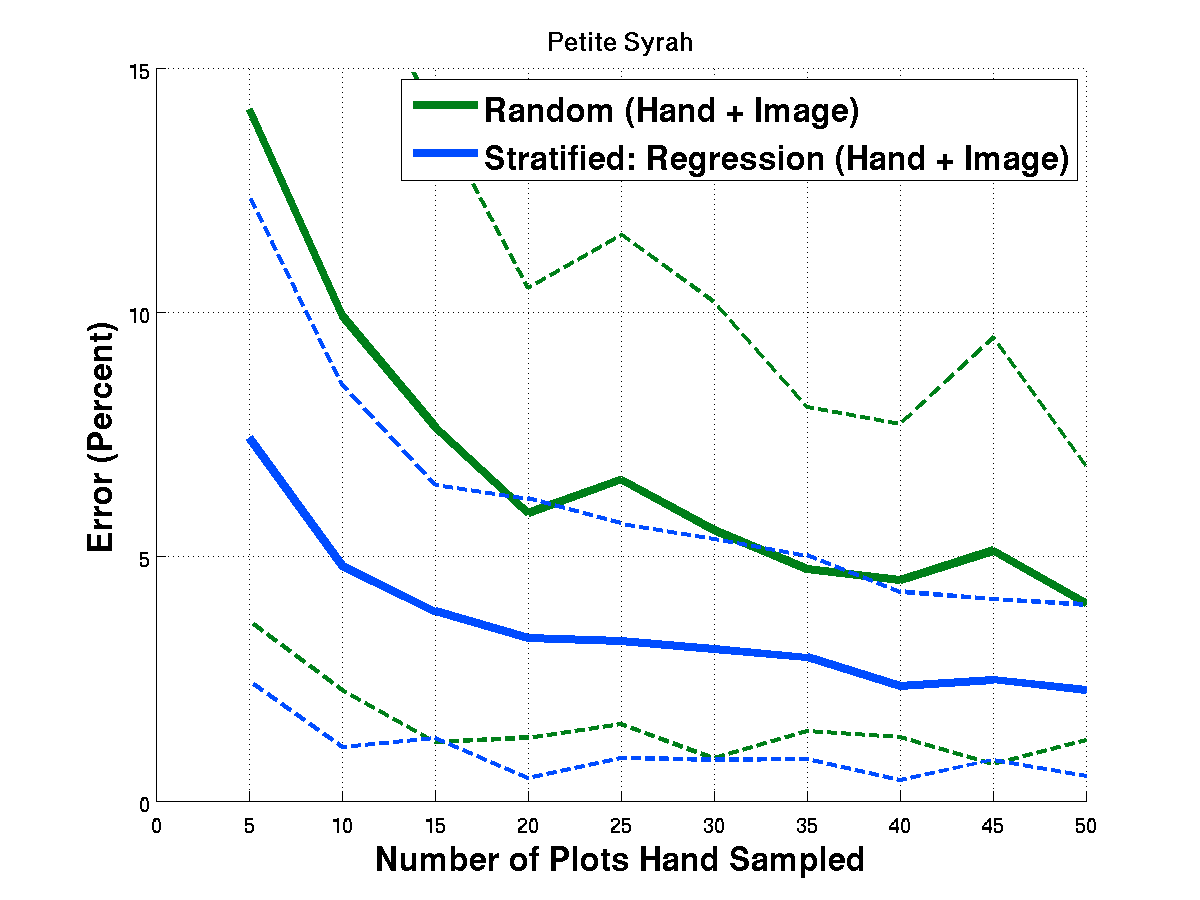 Petite Syrah
Random (Hand + Image)
Stratified: Regression (Hand + Image)
Error (Percent)
15
10
5
0
0 5 10 15 20 25 30 35 40 45 50
Number of Plots Hand Sampled